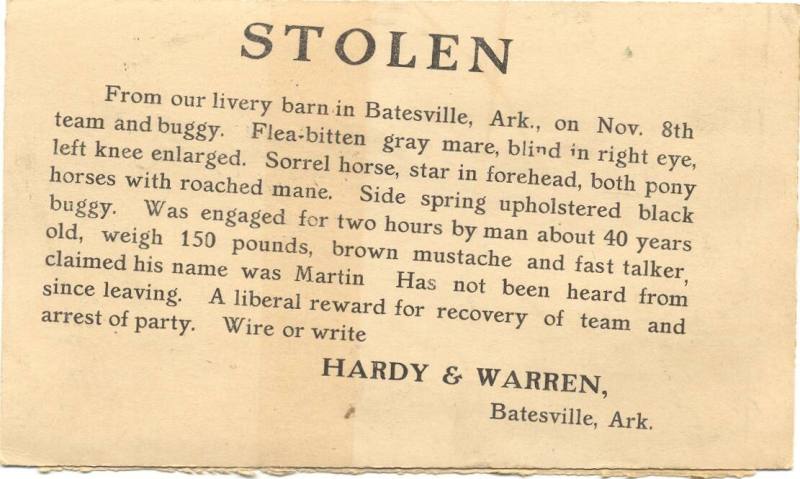 STOLEN
From our livery barn in Batesville, Ark., on Nov. 8th
team and buggy. Flea-bitten gray mare, blind in right eye,
left knee enlarged. Sorrel horse, star in forehead, both pony
horses with roached mane. Side spring upholstered black
buggy. Was engaged for two hours by man about 40 years
old, weigh 150 pounds, brown mustache and fast talker,
claimed his name was Martin Has not been heard from
since leaving. A liberal reward for recovery of team and
arrest of party. Wire or write
HARDY & WARREN,
Batesville, Ark.